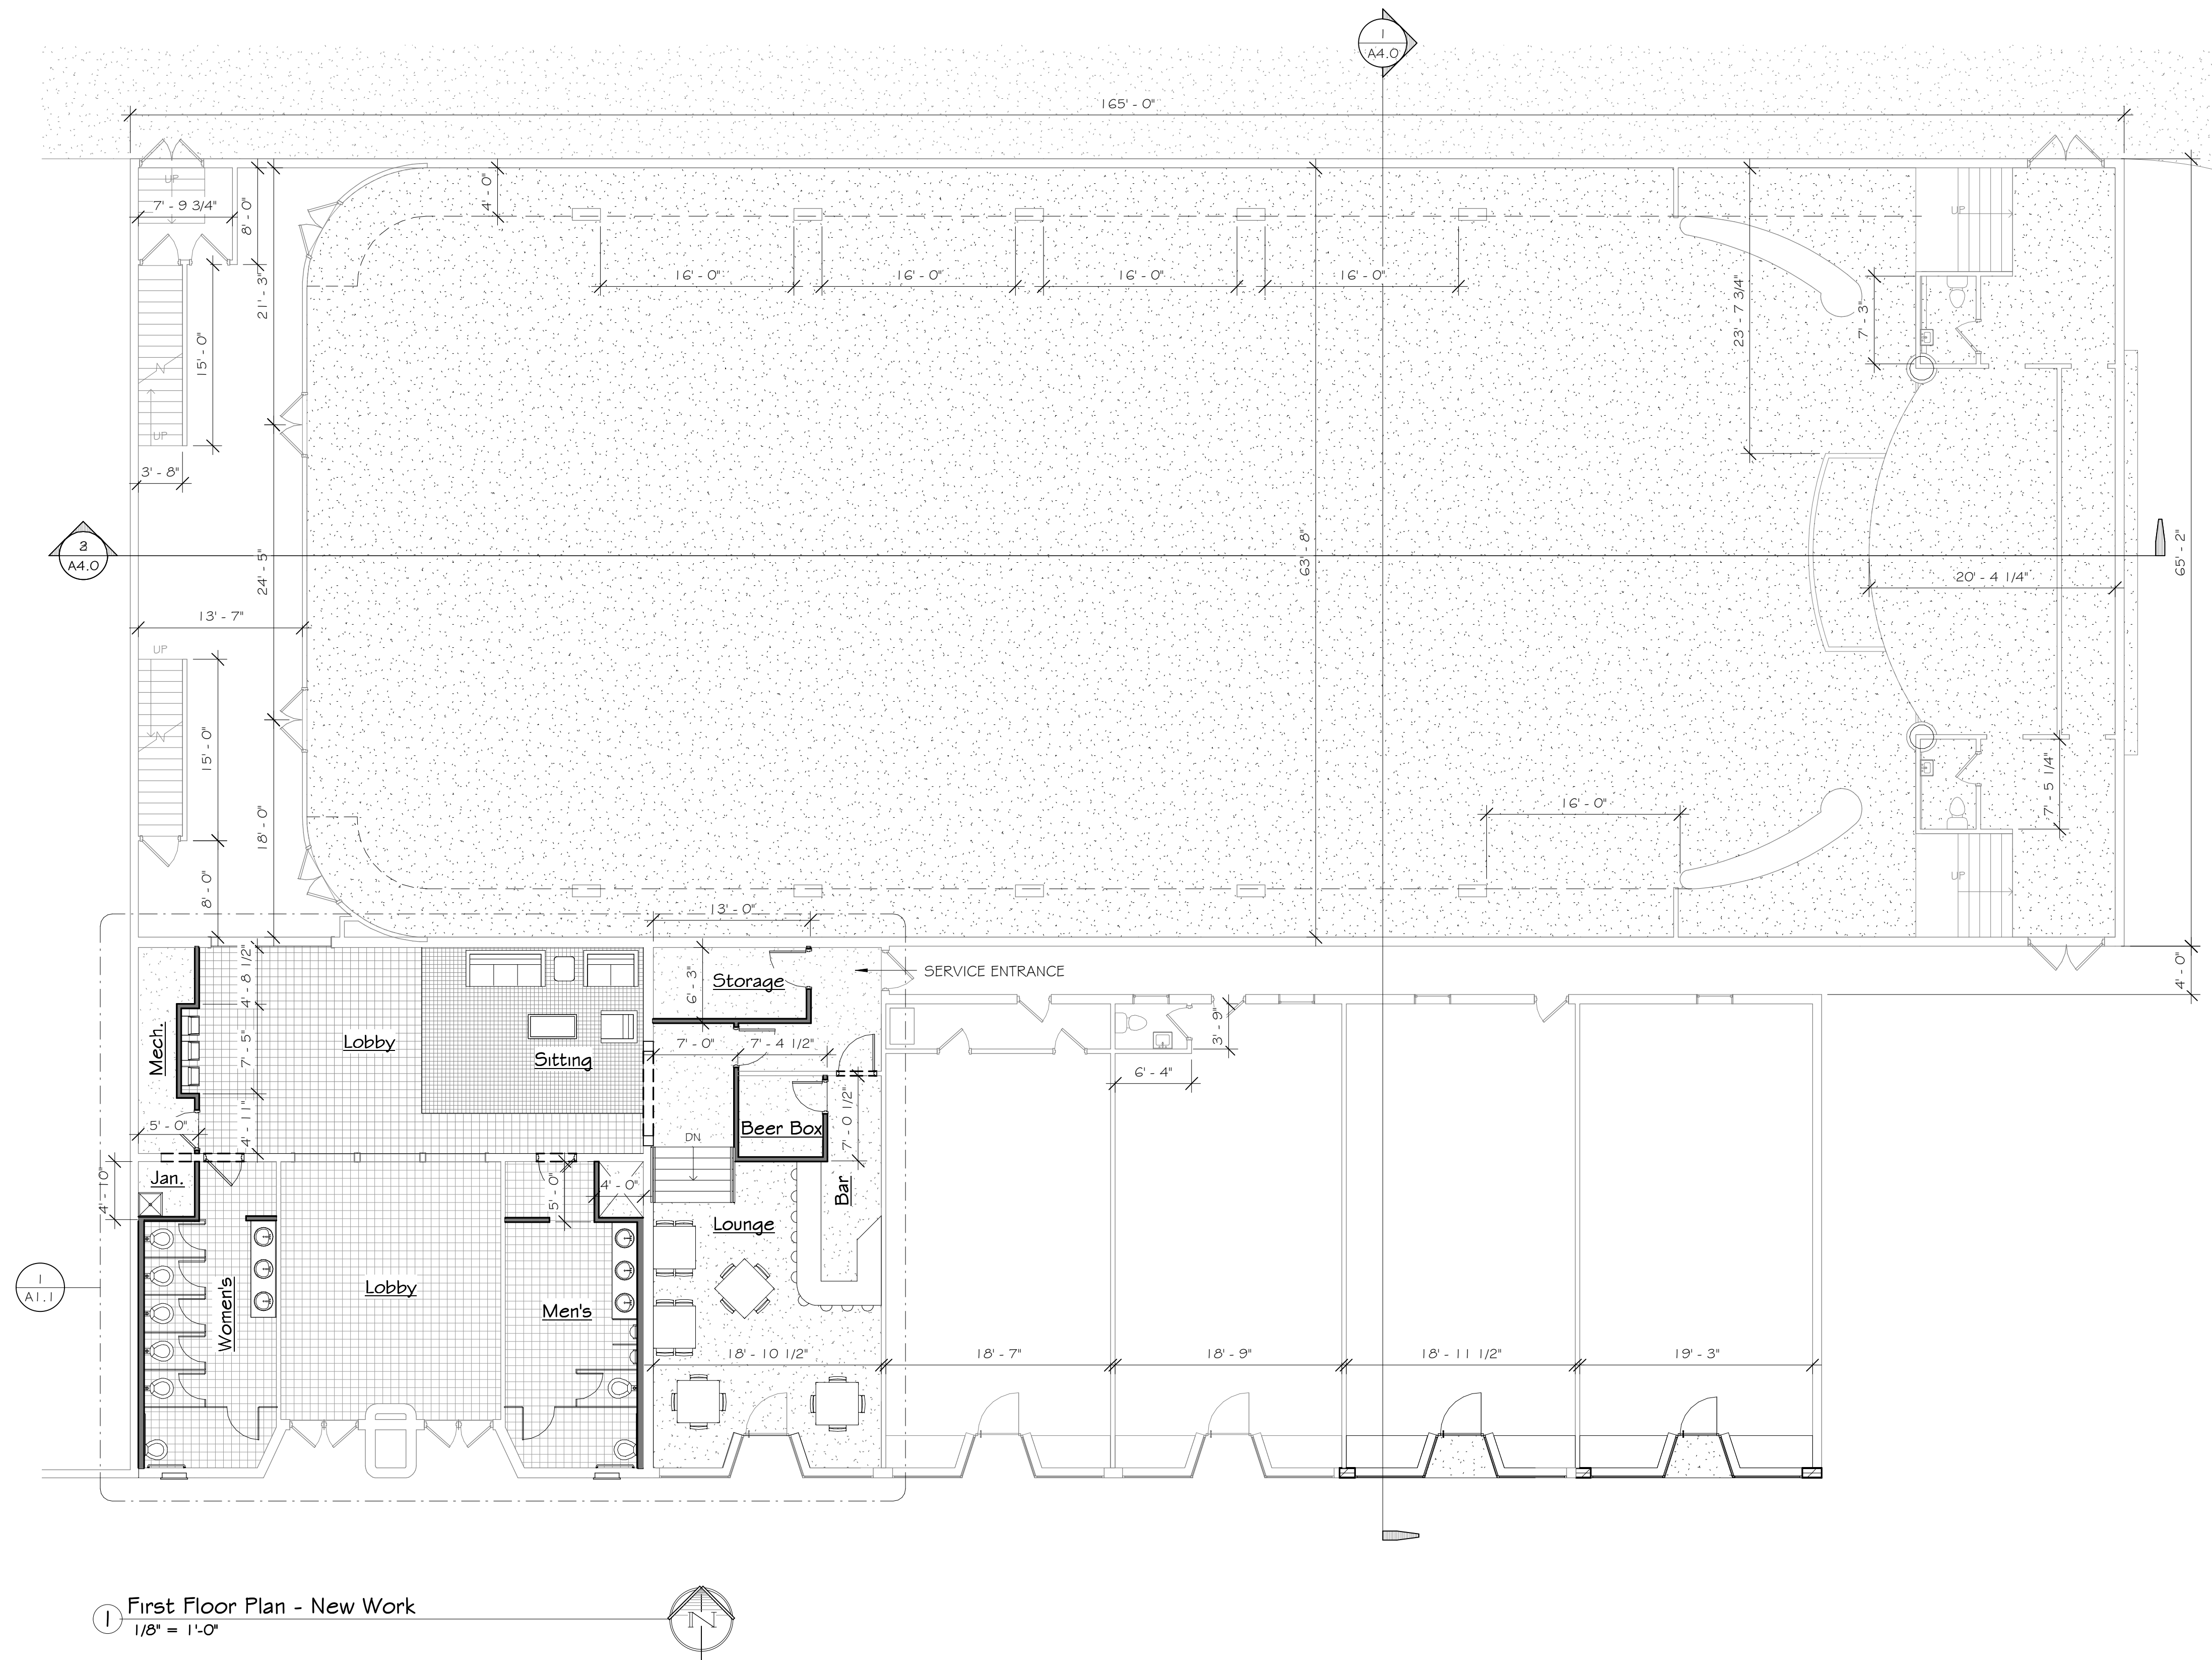 1
A4.0
165' - 0"
UP
7' - 9 3/4"
8' - 0"
4' - 0"
UP
21' - 3"
16' - 0"
16' - 0"
16' - 0"
16' - 0"
23' - 7 3/4"
7' - 3"
15' - 0"
UP
3' - 8"
3
A4.0
24' - 5"
63' - 8"
65' - 2"
20' - 4 1/4"
13' - 7"
UP
15' - 0"
18' - 0"
16' - 0"
7' - 5 1/4"
8' - 0"
UP
13' - 0"
4' - 8 1/2"
6' - 3"
Storage
SERVICE ENTRANCE
4' - 0"
Mech.
7' - 5"
Lobby
Sitting
7' - 0"
7' - 4 1/2"
3' - 9"
6' - 4"
5' - 0"
4' - 11"
DN
Beer Box
7' - 0 1/2"
4' - 10"
Jan.
5' - 0"
4' - 0"
Bar
Lounge
1
A1.1
Women's
Lobby
Men's
18' - 10 1/2"
18' - 7"
18' - 9"
18' - 11 1/2"
19' - 3"
1
First Floor Plan - New Work
1/8" = 1'-0"
N